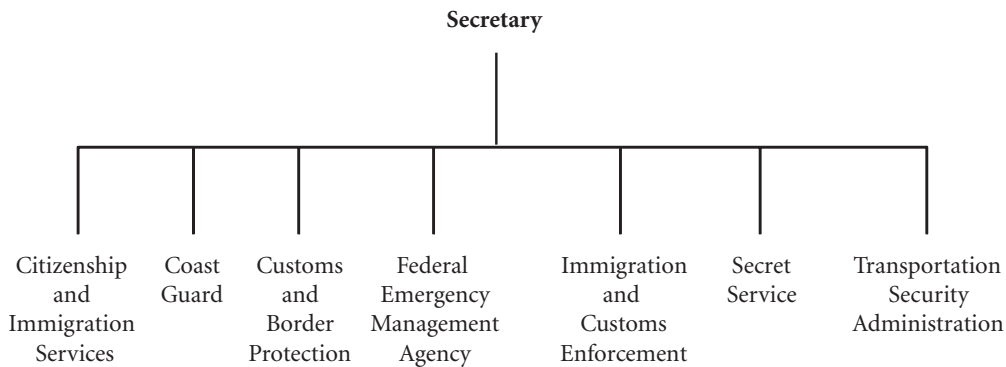 Secretary
Citizenship
and
Immigration
Services
Coast
Guard
Customs
and
Border
Protection
Federal
Emergency
Management
Agency
Immigration
and
Customs
Enforcement
Secret
Service
Transportation
Security
Administration